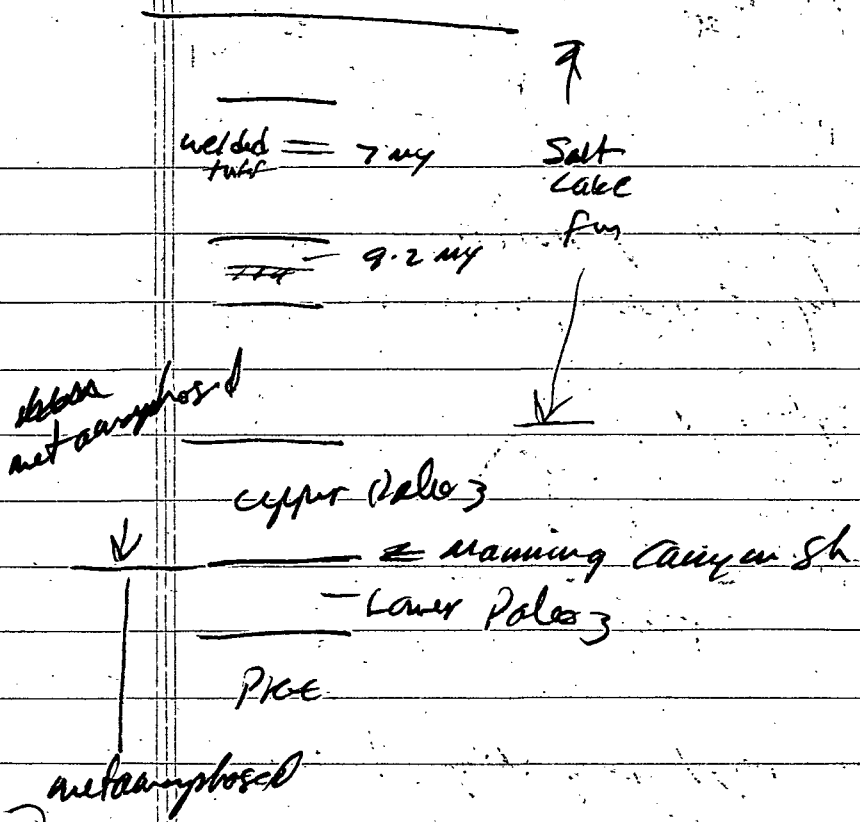 welded
tuff
7 my
Salt
Lake
fm
9.2 my
metamorphosed
upper Paleoz
← Manning Canyon Sh
Lower Paleoz
PreЄ
metamorphosed